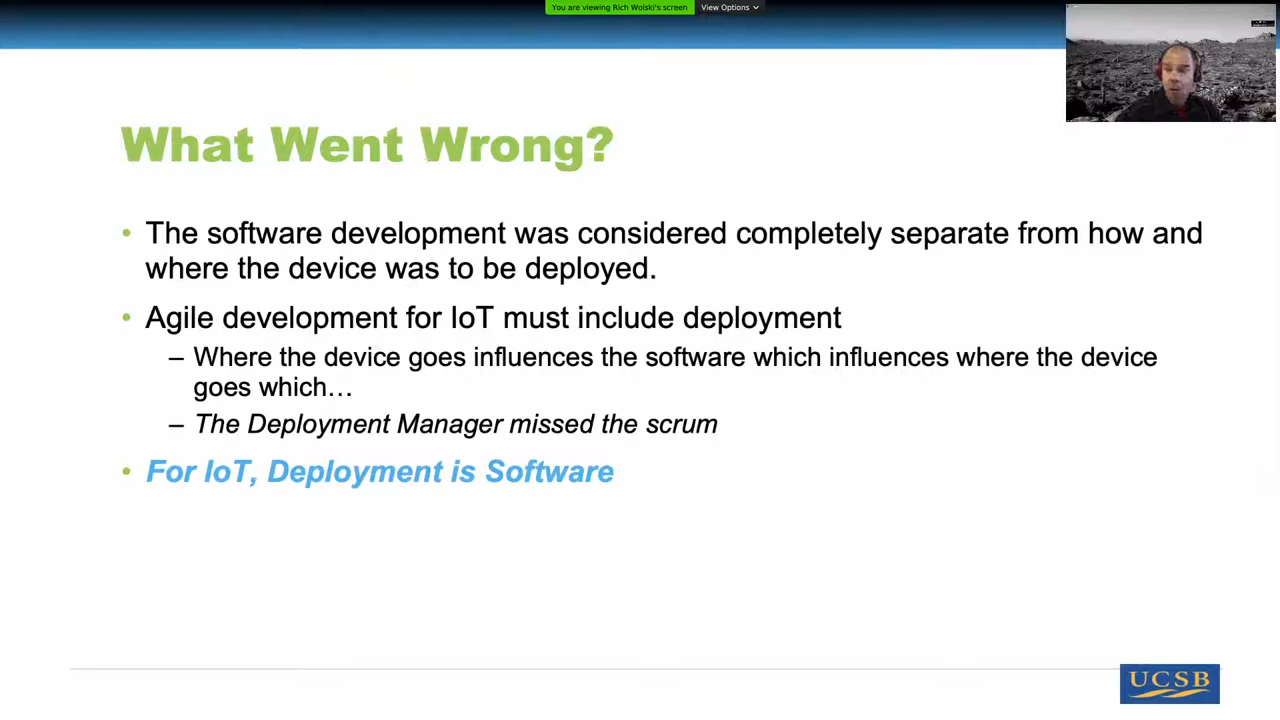 You are viewing Rich Wolski's screen
View Options
What Went Wrong?
• The software development was considered completely separate from how and
where the device was to be deployed.
• Agile development for IoT must include deployment
– Where the device goes influences the software which influences where the device
goes which…
– The Deployment Manager missed the scrum
• For IoT, Deployment is Software
UCSB